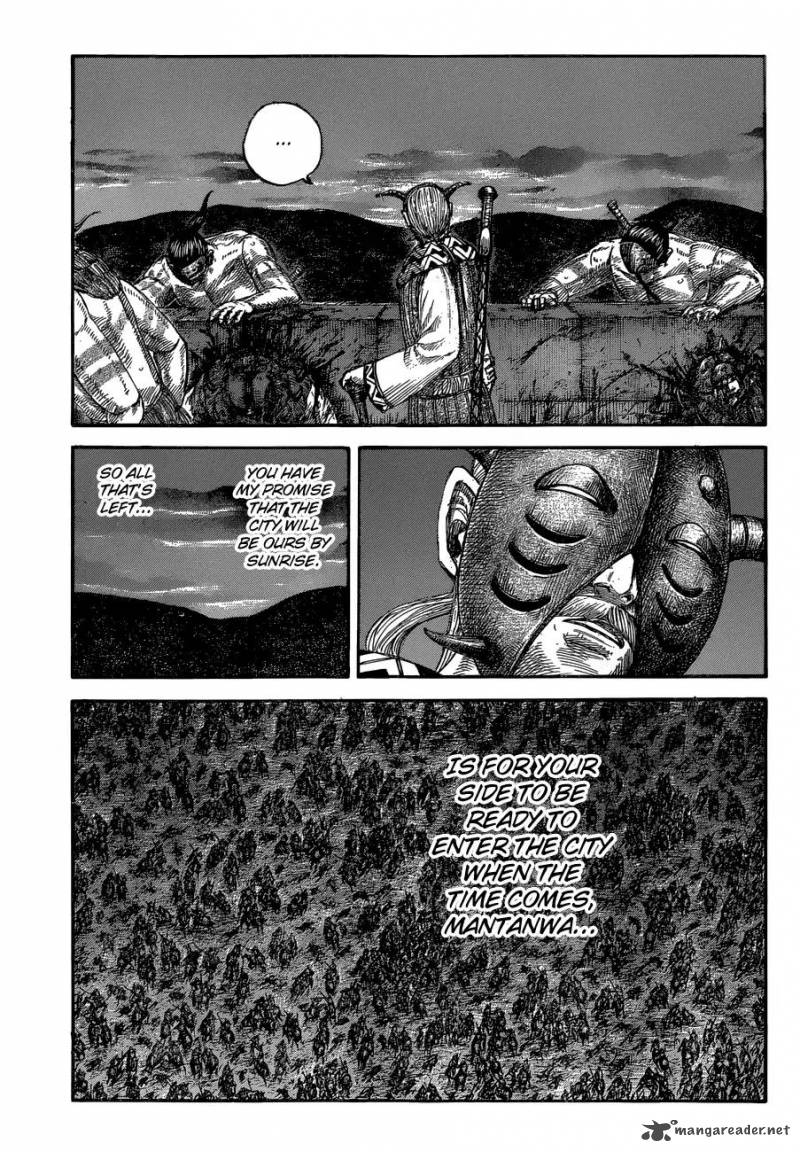 ...
YOU HAVE
MY PROMISE
THAT THE
CITY WILL
BE OURS BY
SUNRISE.
SO ALL
THAT'S
LEFT...
IS FOR YOUR
SIDE TO BE
READY TO
ENTER THE CITY
WHEN THE
TIME COMES,
MANTANWA...
mangareader.net